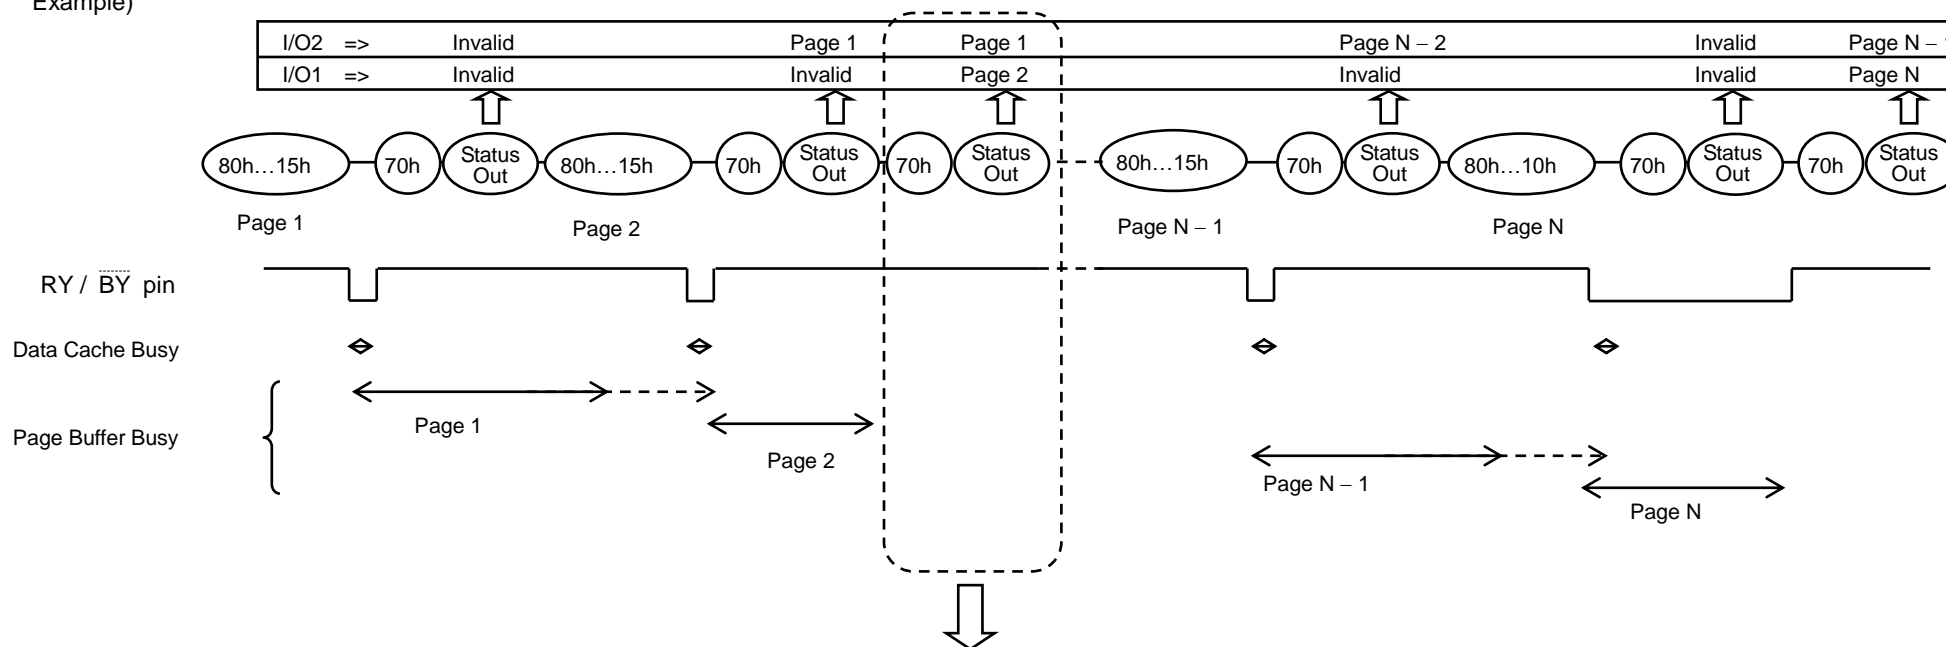 Example)
I/O2 => Invalid Page 1 Page 1 Page N − 2 Invalid Page N −
I/O1 => Invalid Invalid Page 2 Invalid Invalid Page N
80h…15h 70h Status Out 80h…15h 70h Status Out 70h Status Out 80h…15h 70h Status Out 80h…10h 70h Status Out 70h Status Out
Page 1 Page 2 Page N − 1 Page N
RY / BY pin
Data Cache Busy
Page Buffer Busy
Page 1
Page 2
Page N − 1
Page N